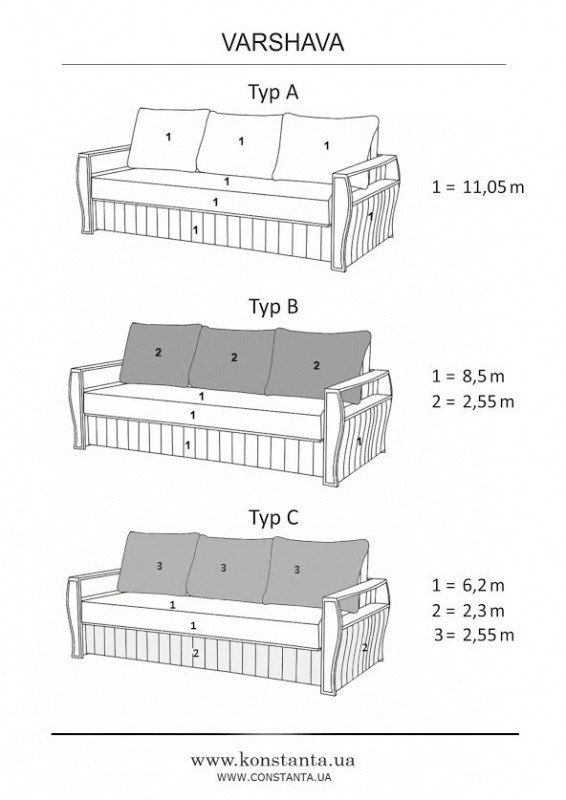 VARSHAVA
Typ A
1 1 1
1
1
1 1
1 = 11,05 m
Typ B
2 2 2
1
1
1 1
1 = 8,5 m
2 = 2,55 m
Typ C
3 3 3
1
1
2 2
1 = 6,2 m
2 = 2,3 m
3 = 2,55 m
www.konstanta.ua
WWW.CONSTANTA.UA